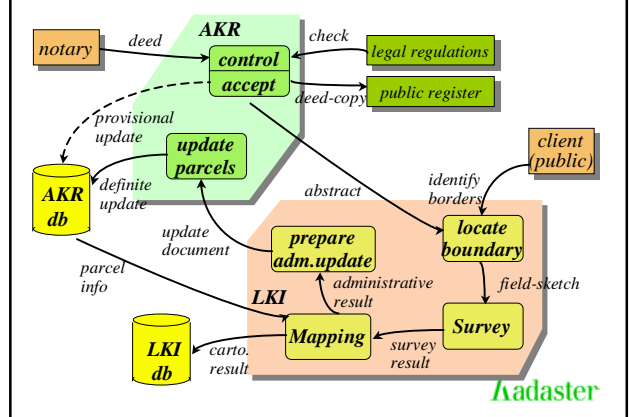 AKR
notary
deed
check
control
accept
legal regulations
deed-copy
public register
provisional
update
update
parcels
client
(public)
AKR
db
definite
update
abstract
identify
borders
update
document
prepare
adm.update
locate
boundary
parcel
info
LKI
administrative
result
field-sketch
LKI
db
carto.
result
Mapping
survey
result
Survey
kadaster